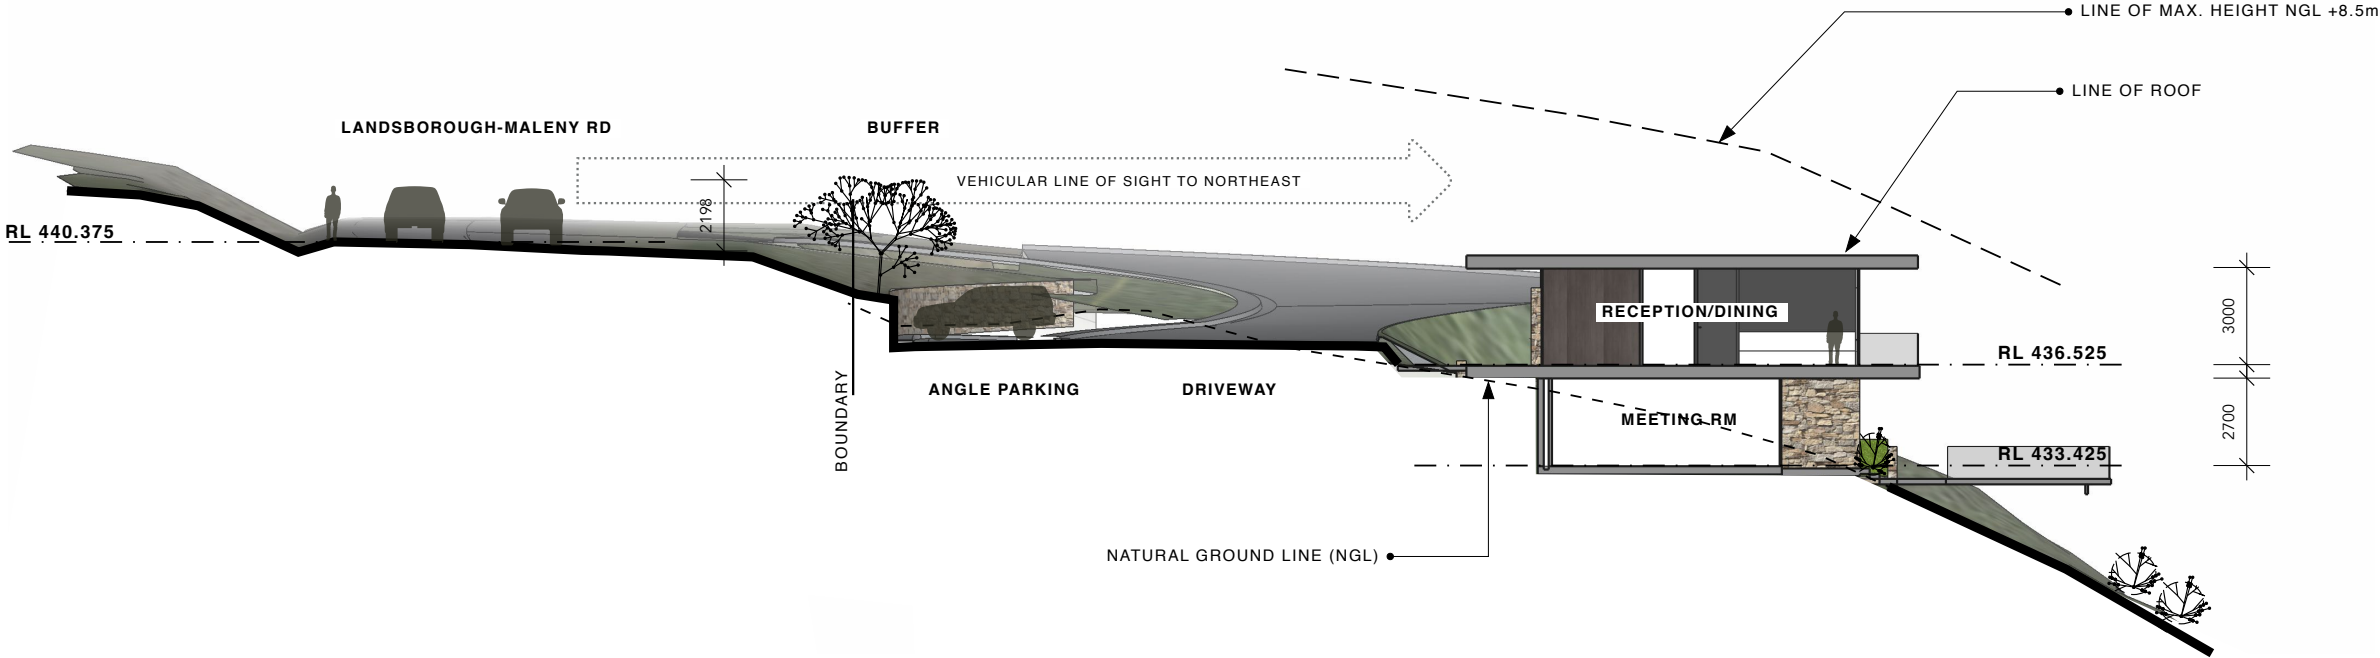 LINE OF MAX. HEIGHT NGL +8.5m
LINE OF ROOF
LANDSBOROUGH-MALENY RD
BUFFER
VEHICULAR LINE OF SIGHT TO NORTHEAST
2198
RL 440.375
RECEPTION/DINING
3000
RL 436.525
ANGLE PARKING
DRIVEWAY
BOUNDARY
MEETING RM
2700
RL 433.425
NATURAL GROUND LINE (NGL)